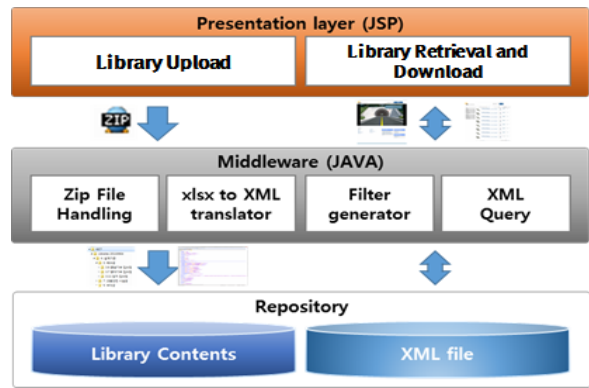 Presentation layer (JSP)
Library Upload
Library Retrieval and
Download
ZIP
Middleware (JAVA)
Zip File
Handling
xlsx to XML
translator
Filter
generator
XML
Query
Repository
Library Contents
XML file